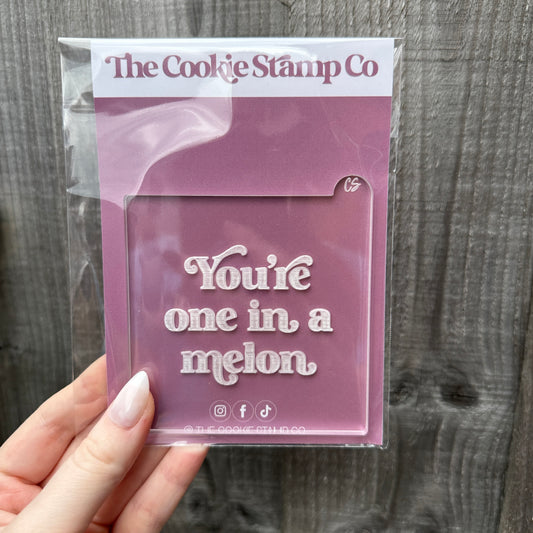 The Cookie Stamp Co
CS
You're
one in a
melon
@ THE COOKIE STAMP CO